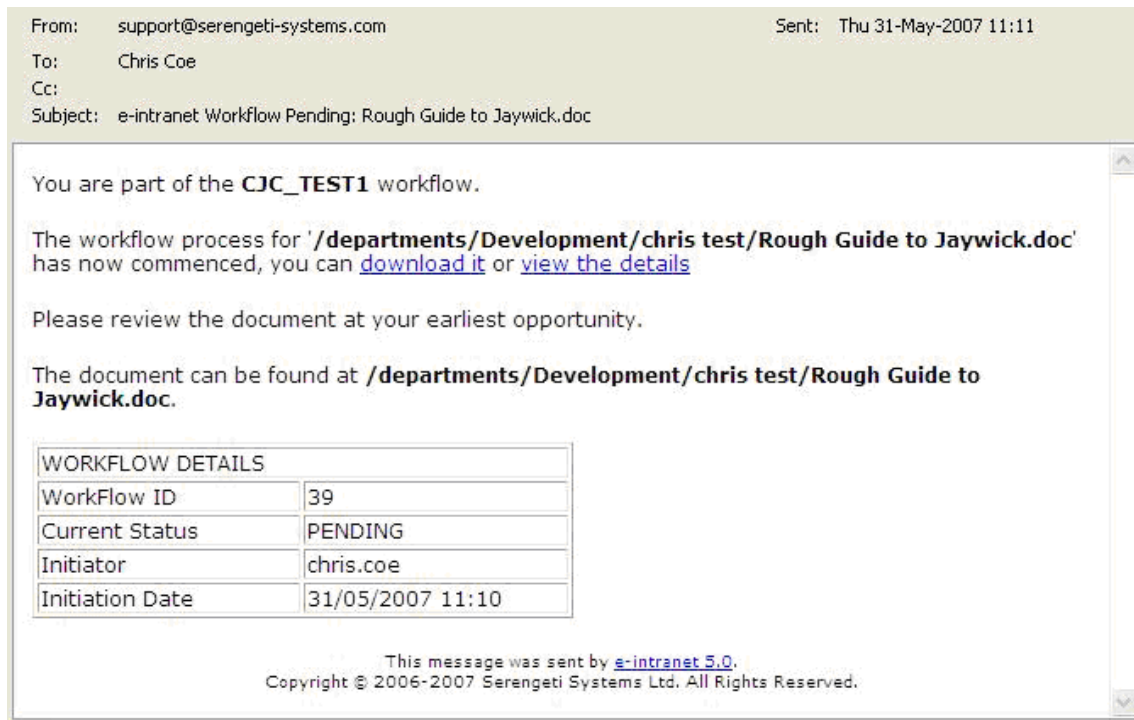 From: support@serengeti-systems.com Sent: Thu 31-May-2007 11:11
To: Chris Coe
Cc:
Subject: e-intranet Workflow Pending: Rough Guide to Jaywick.doc
You are part of the CJC_TEST1 workflow.
The workflow process for '/departments/Development/chris test/Rough Guide to Jaywick.doc'
has now commenced, you can download it or view the details
Please review the document at your earliest opportunity.
The document can be found at /departments/Development/chris test/Rough Guide to
Jaywick.doc.
WORKFLOW DETAILS
WorkFlow ID 39
Current Status PENDING
Initiator chris.coe
Initiation Date 31/05/2007 11:10
This message was sent by e-intranet 5.0.
Copyright © 2006-2007 Serengeti Systems Ltd. All Rights Reserved.